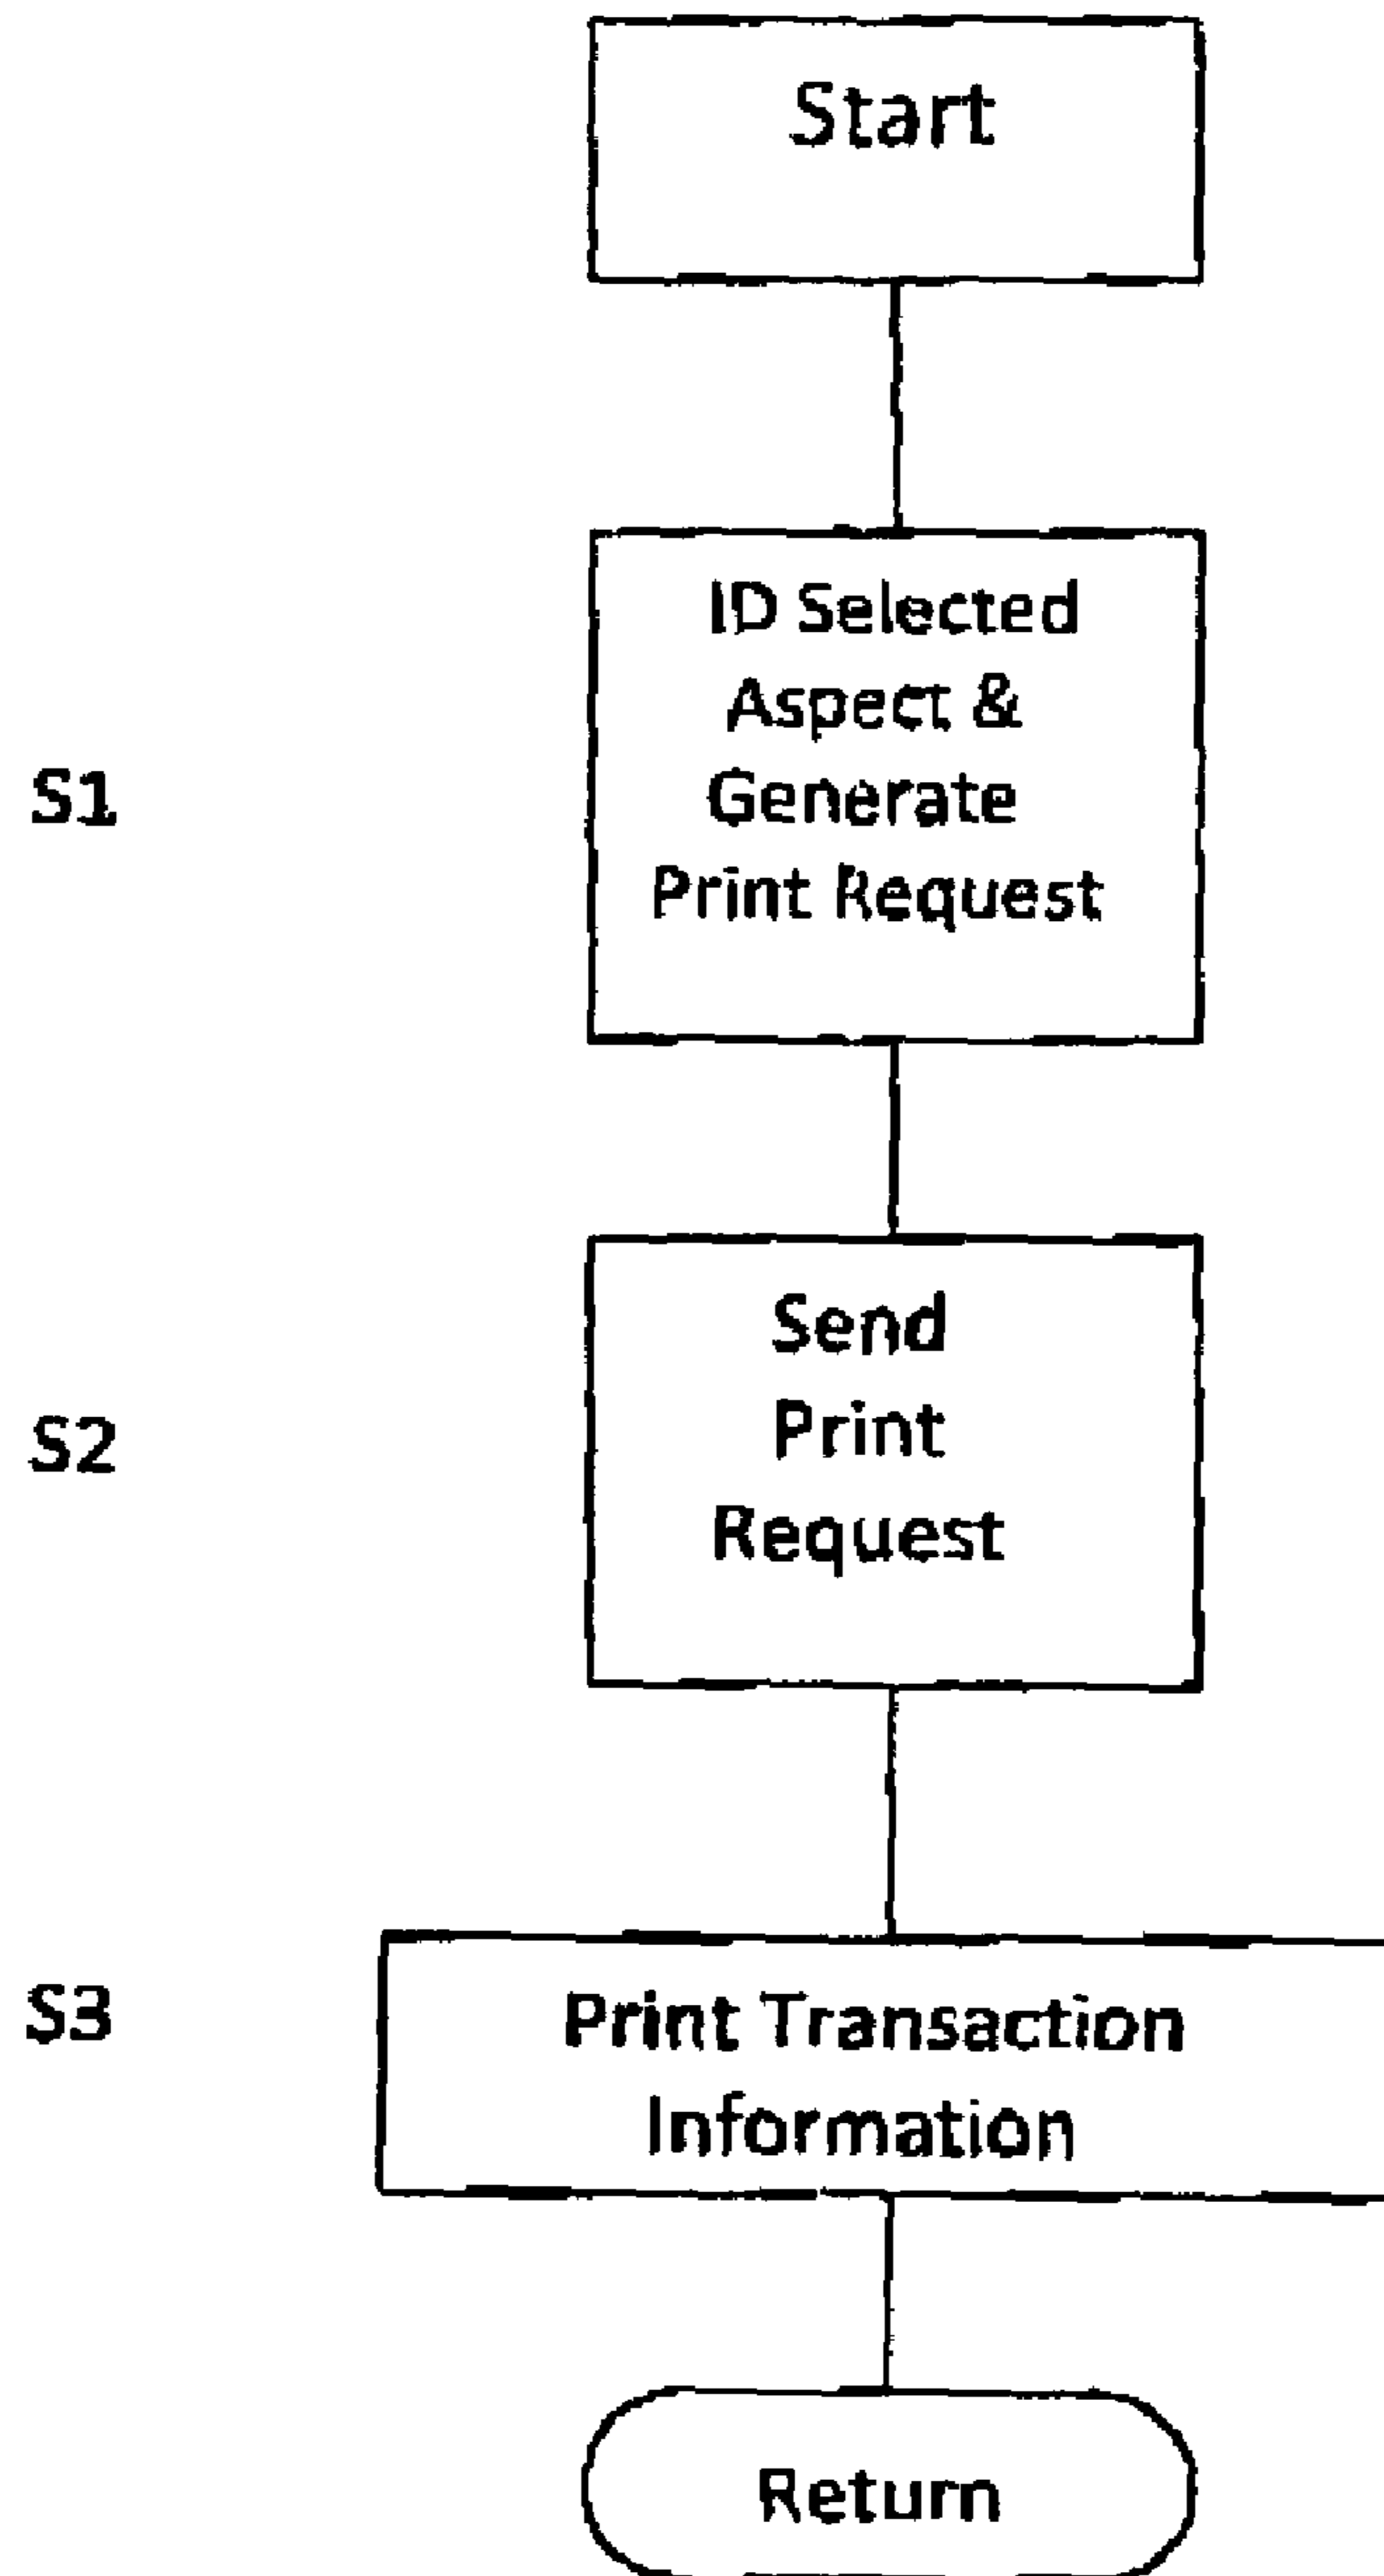 Start
S1
ID Selected
Aspect &
Generate
Print Request
S2
Send
Print
Request
S3
Print Transaction
Information
Return